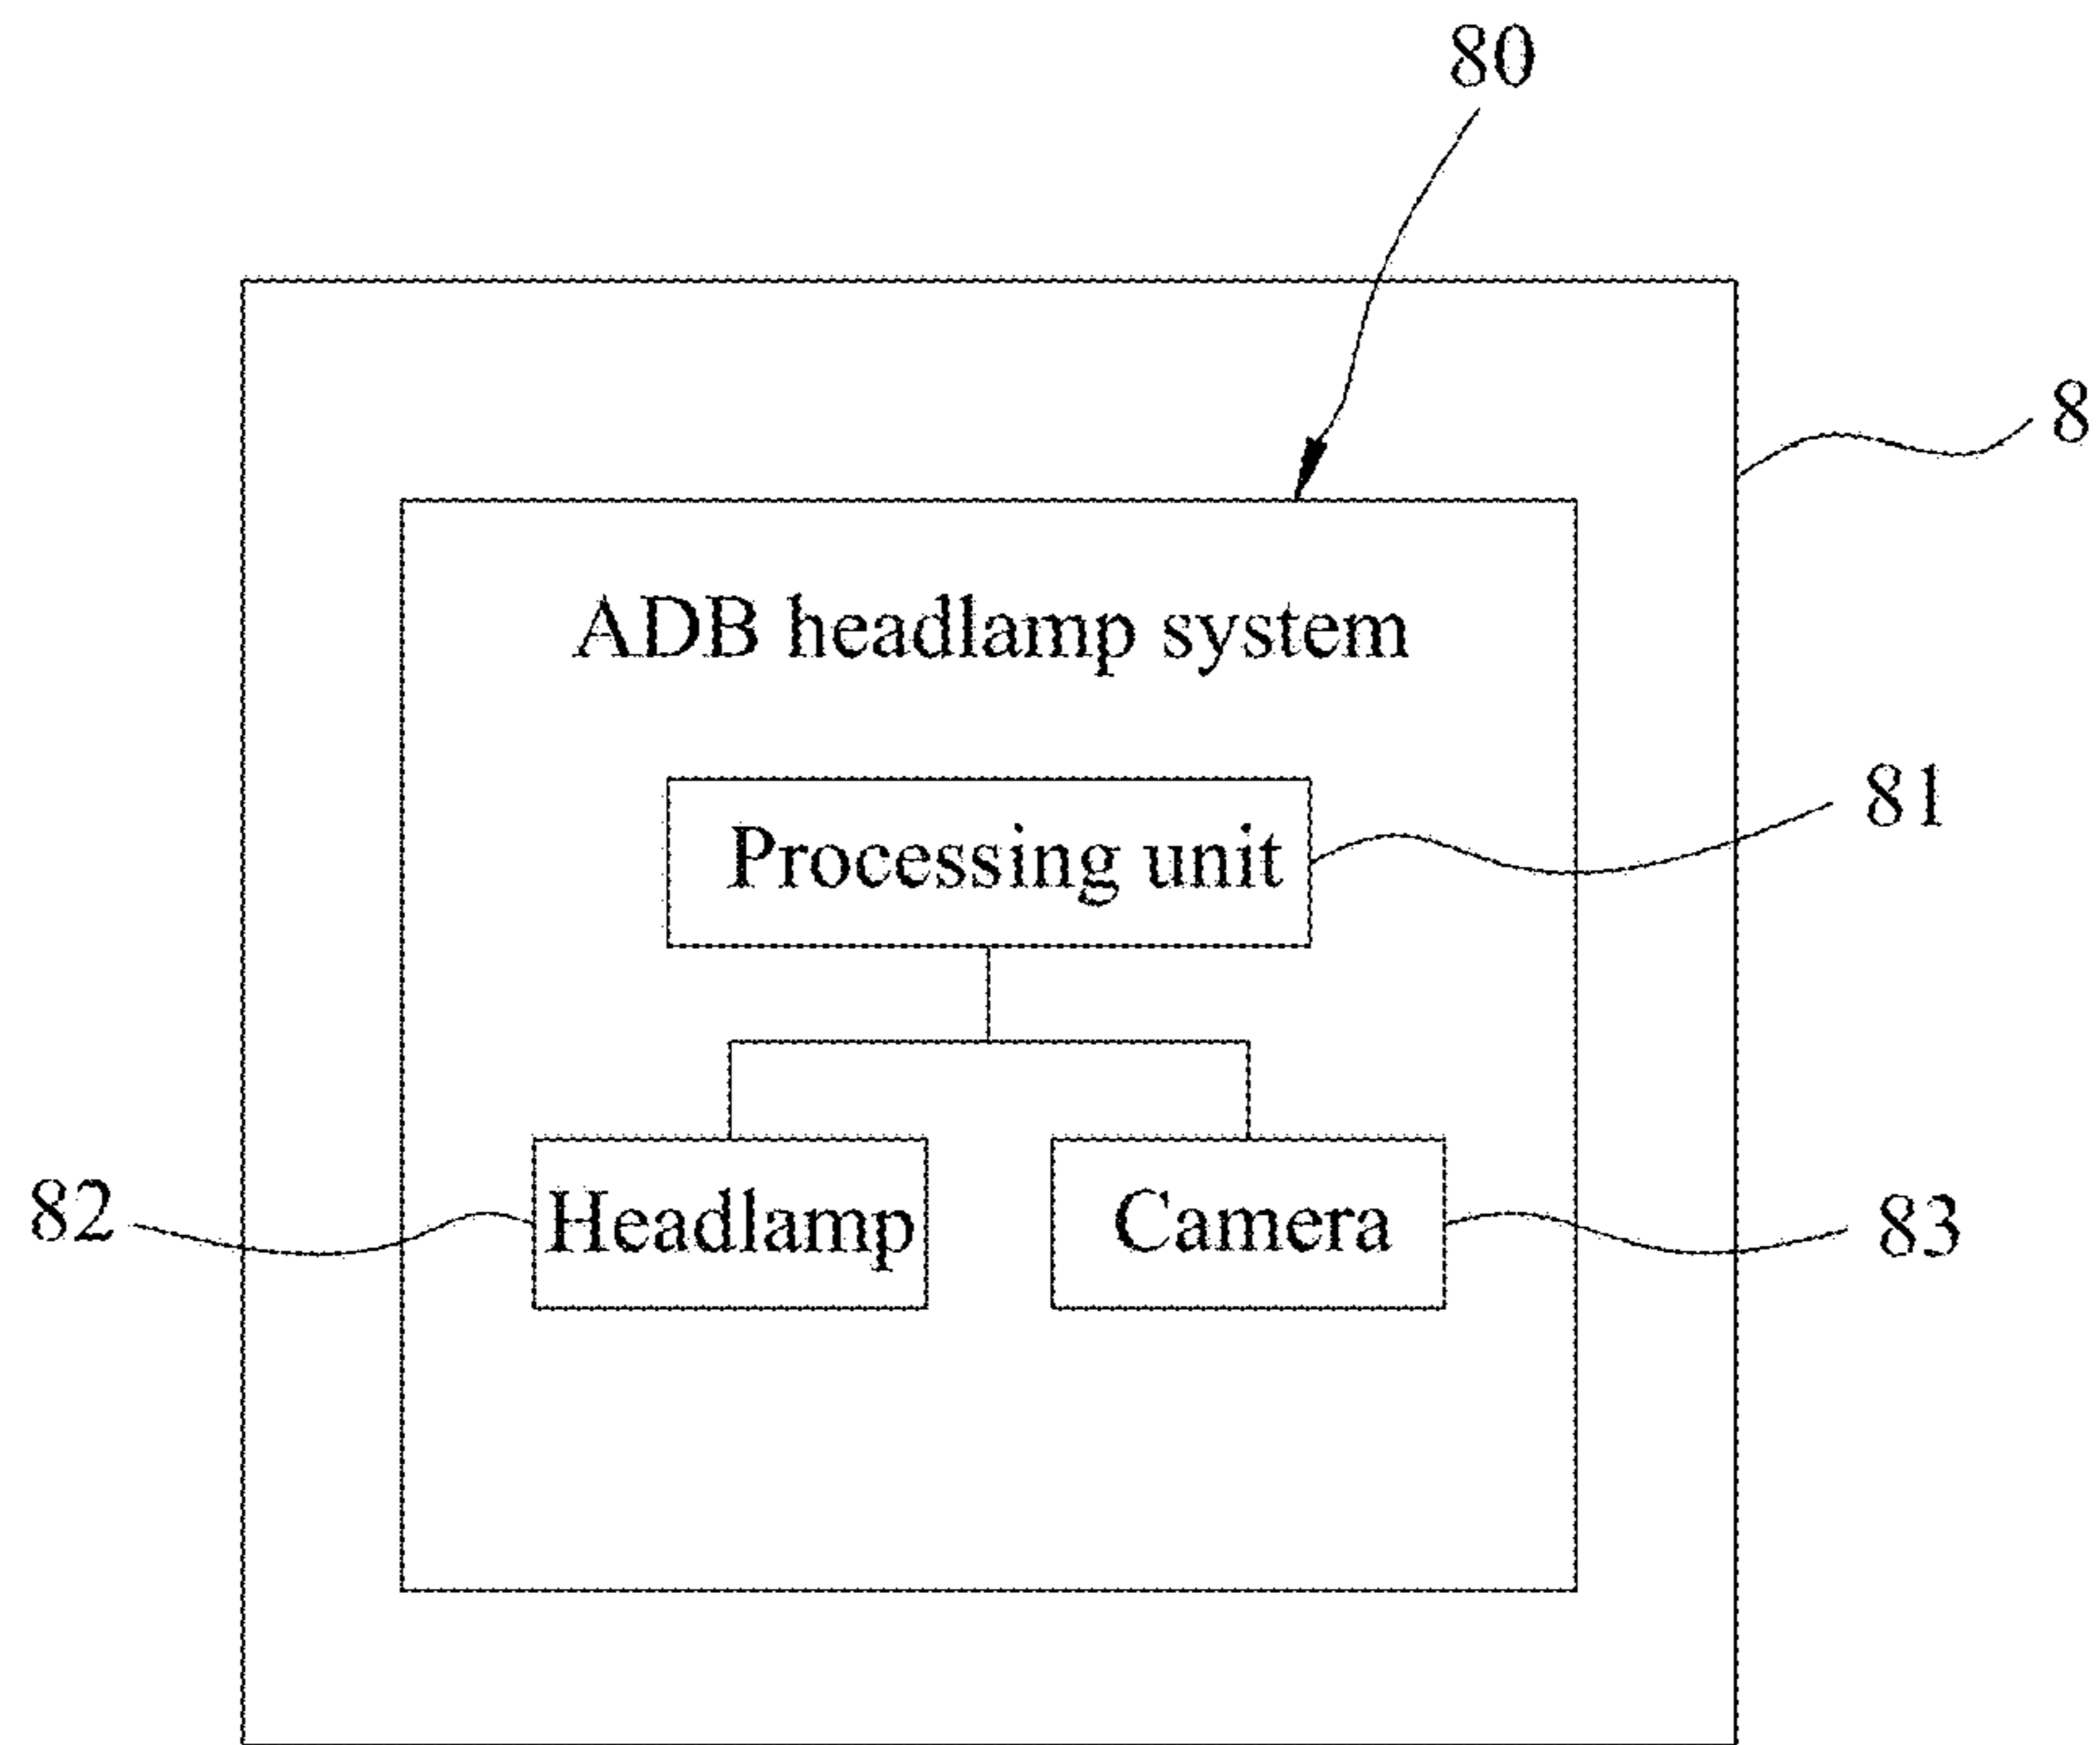 80
8
ADB headlamp system
Processing unit
81
82
Headlamp
Camera
83